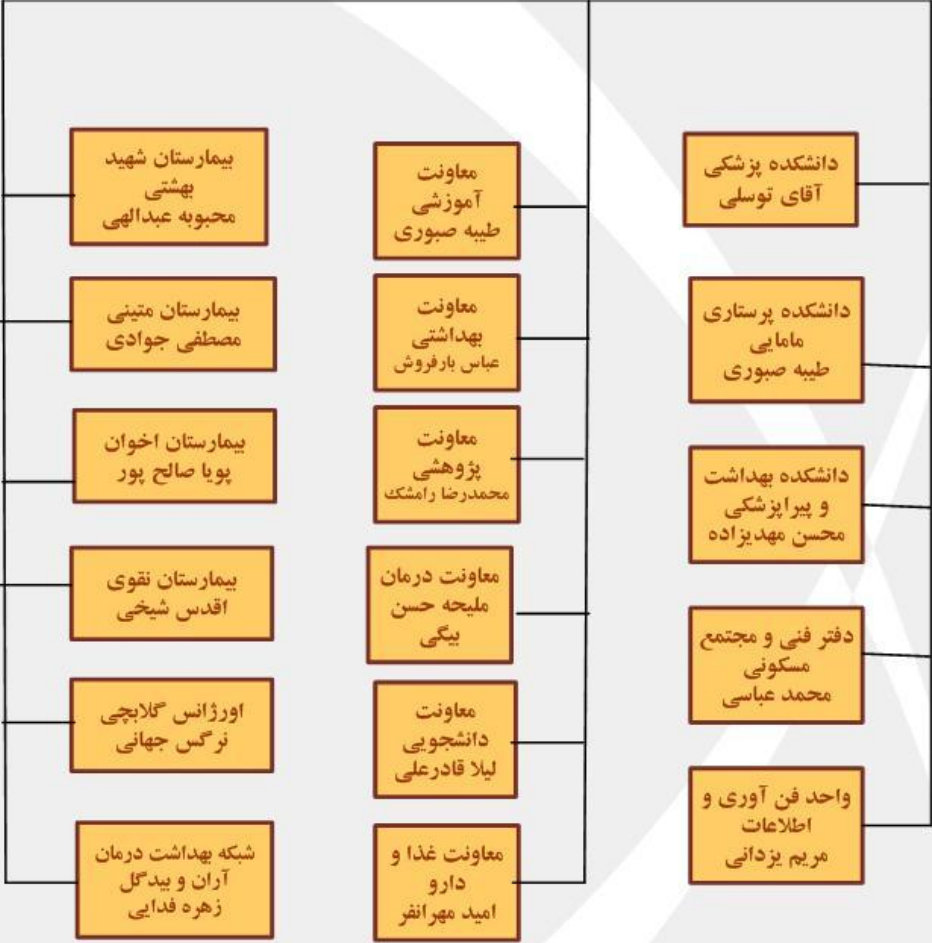 دانشکده پزشکی
آقای توسلی
دانشکده پرستاری
مامایی
طیبه صبوری
دانشکده بهداشت
و پیراپزشکی
محسن مهدیزاده
دفتر فنی و مجتمع
مسکونی
محمد عباسی
واحد فن آوری و
اطلاعات
مریم یزدانی
معاونت
آموزشی
طیبه صبوری
معاونت
بهداشتی
عباس بارفروش
معاونت
پژوهشی
محمدرضا رامشک
معاونت درمان
ملیحه حسن
بیگی
معاونت
دانشجویی
لیلا قادرعلی
معاونت غذا و
دارو
امید مهرانفر
بیمارستان شهید
بهشتی
محبوبه عبدالهی
بیمارستان متینی
مصطفی جوادی
بیمارستان اخوان
پویا صالح پور
بیمارستان نقوی
اقدس شیخی
اورژانس گلابچی
نرگس جهانی
شبکه بهداشت درمان
آران و بیدگل
زهره فدایی